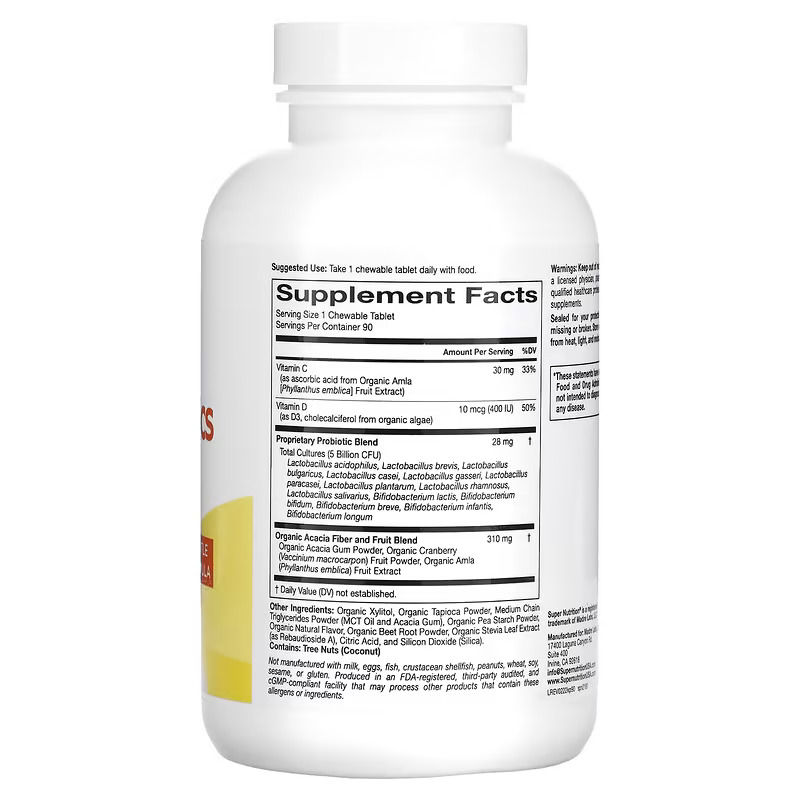 Suggested Use: Take 1 chewable tablet daily with food.
Supplement Facts
Serving Size 1 Chewable Tablet
Servings Per Container 90
Amount Per Serving %DV
Vitamin C 30 mg 33%
(as ascorbic acid from Organic Amla
[Phyllanthus emblica] Fruit Extract)
Vitamin D 10 mcg (400 IU) 50%
(as D3, cholecalciferol from organic algae)
Proprietary Probiotic Blend 28 mg †
Total Cultures (5 Billion CFU)
Lactobacillus acidophilus, Lactobacillus brevis, Lactobacillus
bulgaricus, Lactobacillus casei, Lactobacillus gasseri, Lactobacillus
paracasei, Lactobacillus plantarum, Lactobacillus rhamnosus,
Lactobacillus salivarius, Bifidobacterium lactis, Bifidobacterium
bifidum, Bifidobacterium breve, Bifidobacterium infantis,
Bifidobacterium longum
Organic Acacia Fiber and Fruit Blend 310 mg †
Organic Acacia Gum Powder, Organic Cranberry
(Vaccinium macrocarpon) Fruit Powder, Organic Amla
(Phyllanthus emblica) Fruit Extract
† Daily Value (DV) not established.
Other Ingredients: Organic Xylitol, Organic Tapioca Powder, Medium Chain
Triglycerides Powder (MCT Oil and Acacia Gum), Organic Pea Starch Powder,
Organic Natural Flavor, Organic Beet Root Powder, Organic Stevia Leaf Extract
(as Rebaudioside A), Citric Acid, and Silicon Dioxide (Silica).
Contains: Tree Nuts (Coconut)
Not manufactured with milk, eggs, fish, crustacean shellfish, peanuts, wheat, soy,
sesame, or gluten. Produced in an FDA-registered, third-party audited, and
cGMP-compliant facility that may process other products that contain these
allergens or ingredients.
Warnings: Keep out of
a licensed physician,
qualified healthcare
supplements.
Sealed for your
missing or broken.
from heat, light, and
*These statements
Food and Drug
not intended to
any disease.
Super Nutrition® is a
trademark of Madre Labs,
Manufactured for: Madre
17400 Laguna Canyon Rd.
Suite 400
Irvine, CA 92618
info@SupernutritionUSA.com
www.SupernutritionUSA.com
CS